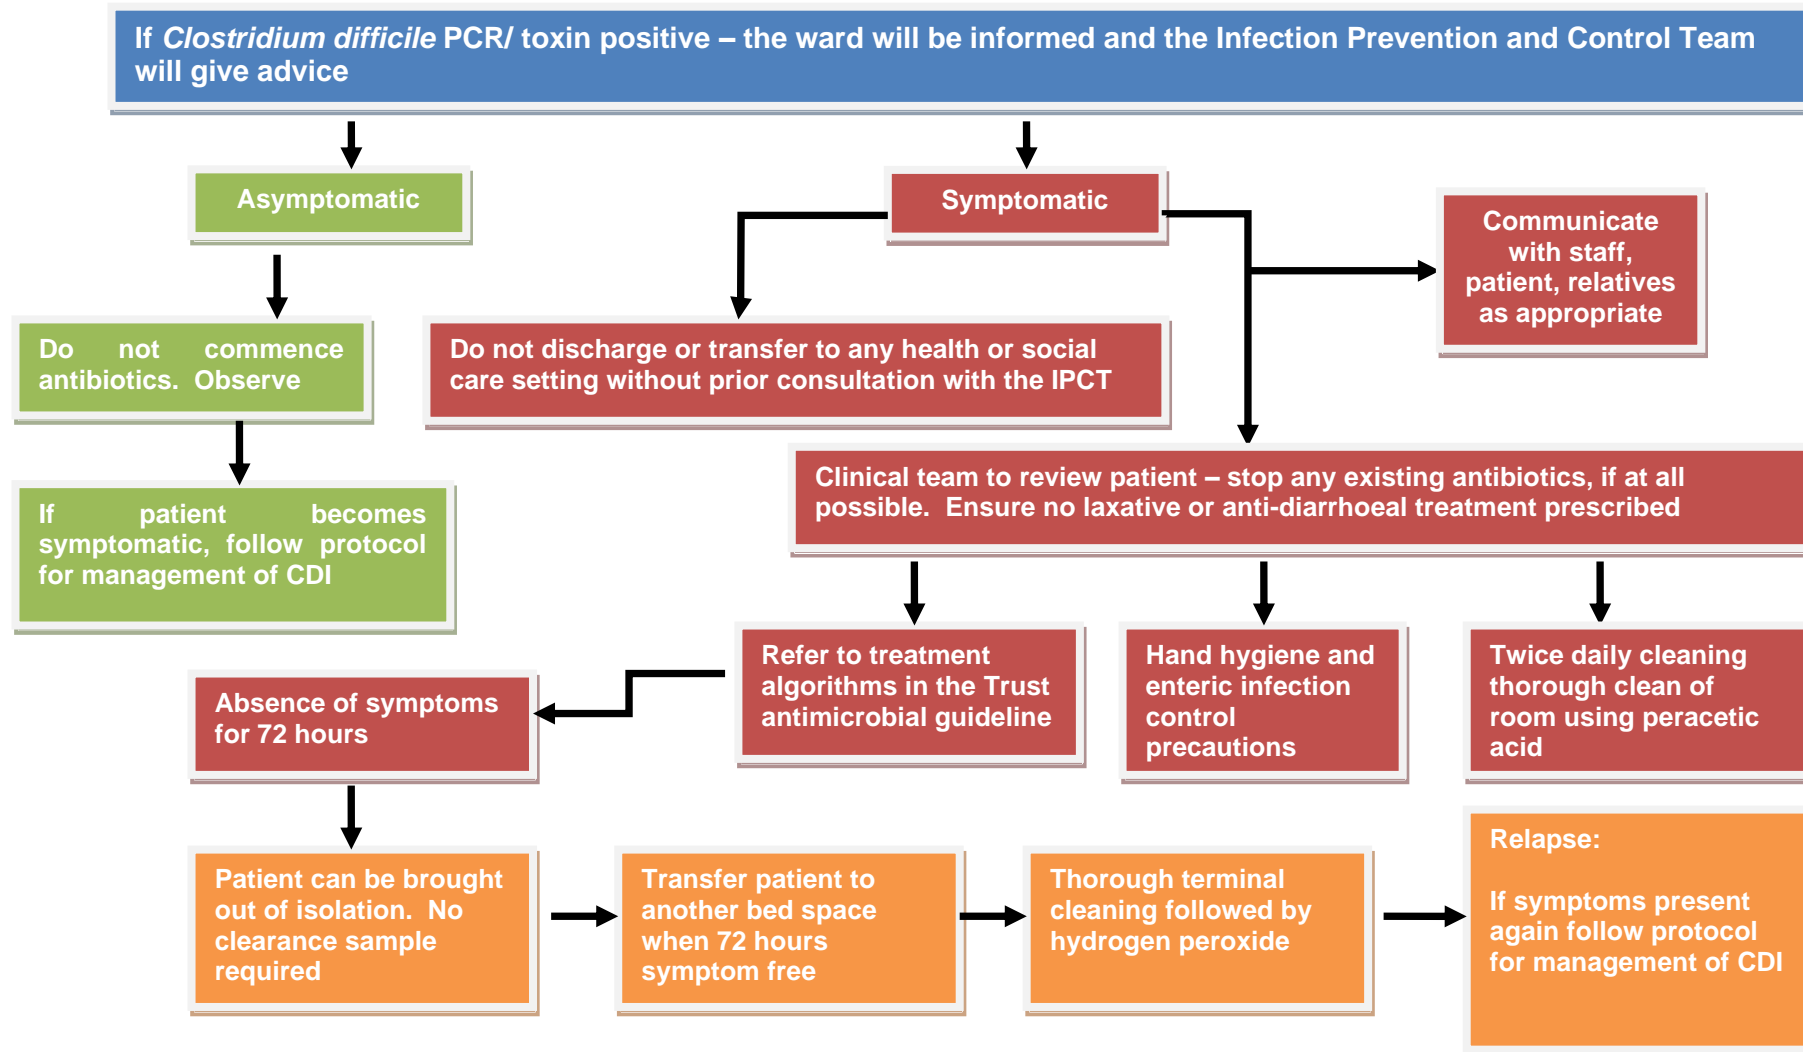 If Clostridium difficile PCR/ toxin positive – the ward will be informed and the Infection Prevention and Control Team
will give advice
Asymptomatic
Symptomatic
Communicate
with staff,
patient, relatives
as appropriate
Do not commence
antibiotics. Observe
Do not discharge or transfer to any health or social
care setting without prior consultation with the IPCT
If patient becomes
symptomatic, follow protocol
for management of CDI
Clinical team to review patient – stop any existing antibiotics, if at all
possible. Ensure no laxative or anti-diarrhoeal treatment prescribed
Refer to treatment
algorithms in the Trust
antimicrobial guideline
Hand hygiene and
enteric infection
control
precautions
Twice daily cleaning
thorough clean of
room using peracetic
acid
Absence of symptoms
for 72 hours
Patient can be brought
out of isolation. No
clearance sample
required
Transfer patient to
another bed space
when 72 hours
symptom free
Thorough terminal
cleaning followed by
hydrogen peroxide
Relapse:
If symptoms present
again follow protocol
for management of CDI